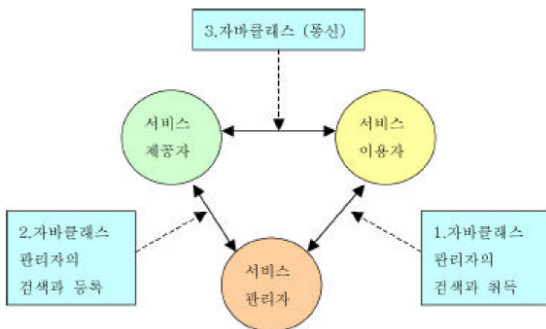 3.자바클래스 (통신)
서비스
제공자
서비스
이용자
2.자바클래스
관리자의
검색과 등록
서비스
관리자
1.자바클래스
관리자의
검색과 취득